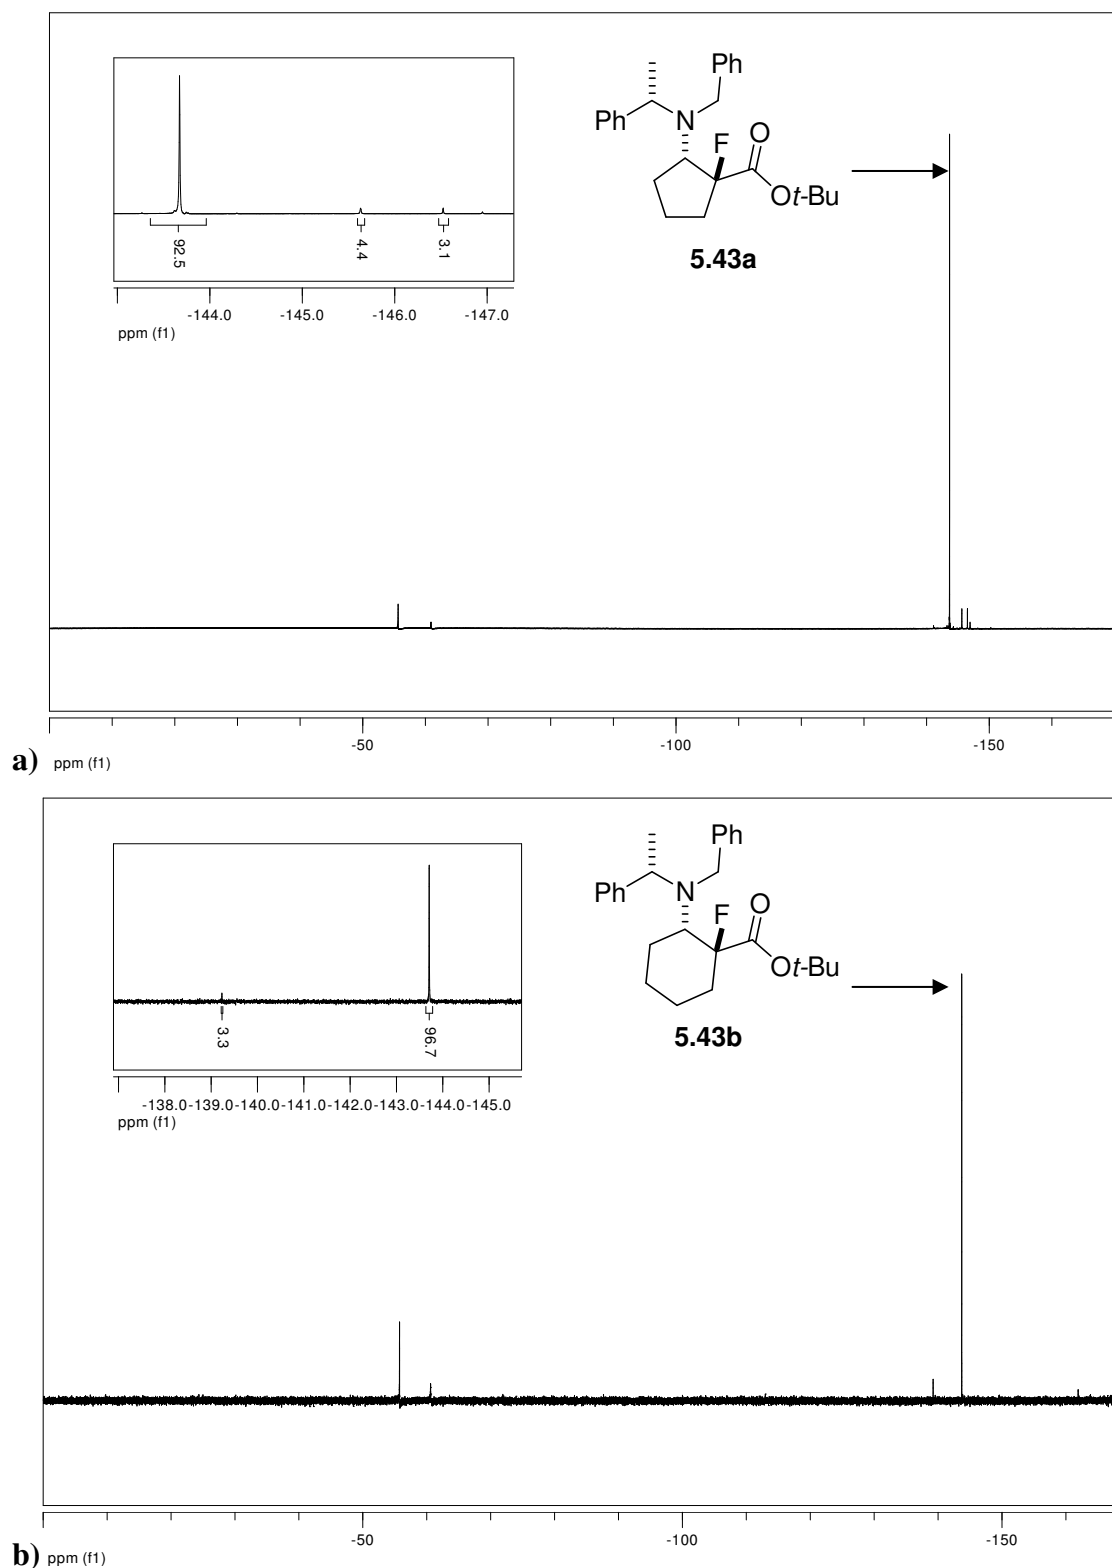 Ph
Ph
N
F
O
Ot-Bu
5.43a
92.5
4.4
3.1
-144.0 -145.0 -146.0 -147.0
ppm (f1)
-50 -100 -150
a) ppm (f1)
Ph
Ph
N
F
O
Ot-Bu
5.43b
3.3
96.7
-138.0 -139.0 -140.0 -141.0 -142.0 -143.0 -144.0 -145.0
ppm (f1)
-50 -100 -150
b) ppm (f1)